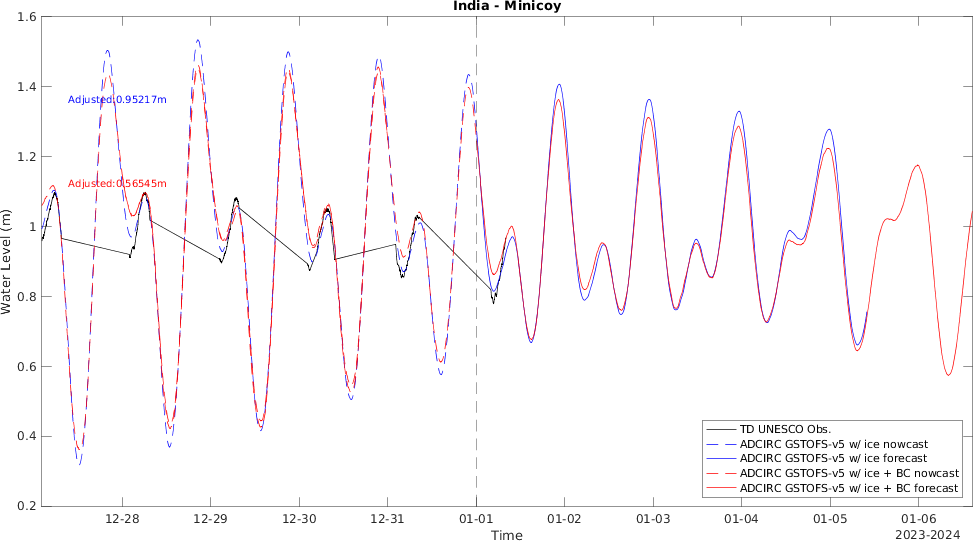 India - Minicoy
1.6
1.4
1.2
1
0.8
0.6
0.4
0.2
Water Level (m)
Adjusted:0.95217m
Adjusted:0.56545m
TD UNESCO Obs.
ADCIRC GSTOFS-v5 w/ ice nowcast
ADCIRC GSTOFS-v5 w/ ice forecast
ADCIRC GSTOFS-v5 w/ ice + BC nowcast
ADCIRC GSTOFS-v5 w/ ice + BC forecast
12-28 12-29 12-30 12-31 01-01 01-02 01-03 01-04 01-05 01-06
Time
2023-2024